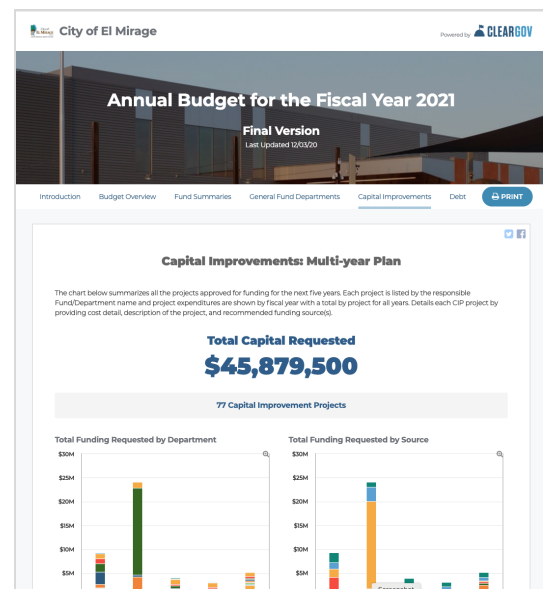 City of El Mirage
Powered by CLEARGOV
Annual Budget for the Fiscal Year 2021
Final Version
Last Updated 12/03/20
Introduction Budget Overview Fund Summaries General Fund Departments Capital Improvements Debt PRINT
Capital Improvements: Multi-year Plan
The chart below summarizes all the projects approved for funding for the next five years. Each project is listed by the responsible
Fund/Department name and project expenditures are shown by fiscal year with a total by project for all years. Details each CIP project by
providing cost detail, description of the project, and recommended funding source(s).
Total Capital Requested
$45,879,500
77 Capital Improvement Projects
Total Funding Requested by Department
$30M
$25M
$20M
$15M
$10M
$5M
Total Funding Requested by Source
$30M
$25M
$20M
$15M
$10M
$5M